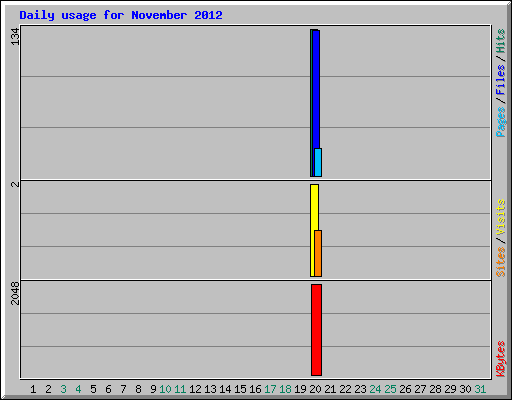 Daily usage for November 2012
134
Pages / Files / Hits
2
Sites / Visits
2048
KBytes
1 2 3 4 5 6 7 8 9 10 11 12 13 14 15 16 17 18 19 20 21 22 23 24 25 26 27 28 29 30 31